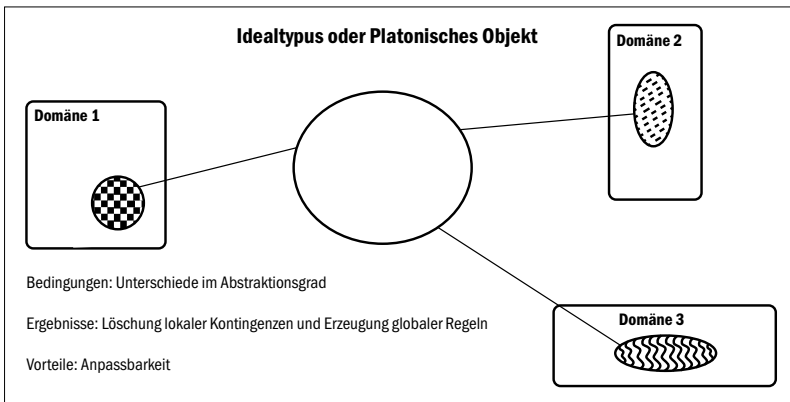 Idealtypus oder Platonisches Objekt
Domäne 2
Domäne 1
Bedingungen: Unterschiede im Abstraktionsgrad
Domäne 3
Ergebnisse: Löschung lokaler Kontingenzen und Erzeugung globaler Regeln
Vorteile: Anpassbarkeit